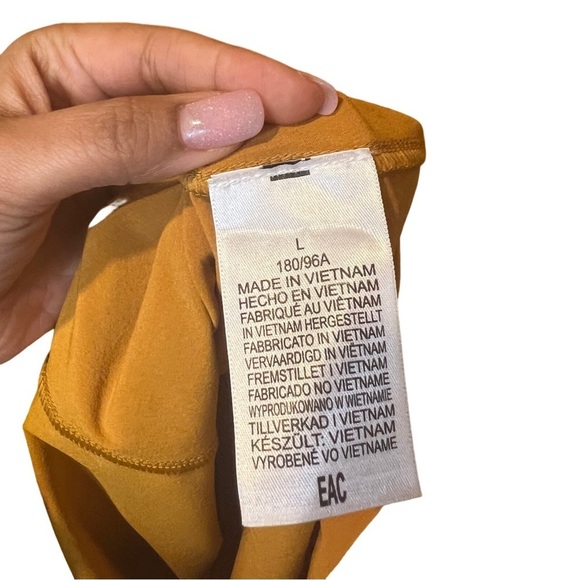 L
180/96A
MADE IN VIETNAM
HECHO EN VIETNAM
FABRIQUÉ AU VIÊTNAM
IN VIETNAM HERGESTELLT
FABBRICATO IN VIETNAM
VERVAARDIGD IN VIETNAM
FREMSTILLET I VIETNAM
FABRICADO NO VIETNAME
WYPRODUKOWANO W WIETNAMIE
TILLVERKAD I VIETNAM
KÉSZÜLT: VIETNAM
VYROBENÉ VO VIETNAME
EAC